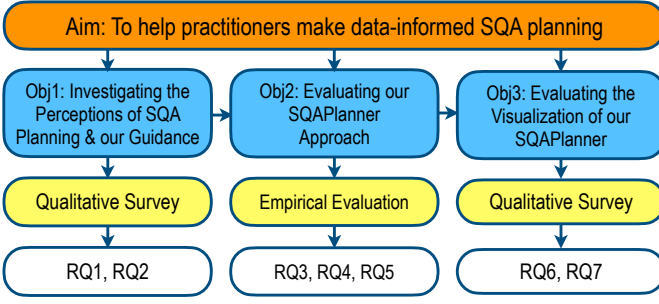 Aim: To help practitioners make data-informed SQA planning
Obj1: Investigating the
Perceptions of SQA
Planning & our Guidance
Obj2: Evaluating our
SQAPlanner
Approach
Obj3: Evaluating the
Visualization of our
SQAPlanner
Qualitative Survey
Empirical Evaluation
Qualitative Survey
RQ1, RQ2
RQ3, RQ4, RQ5
RQ6, RQ7